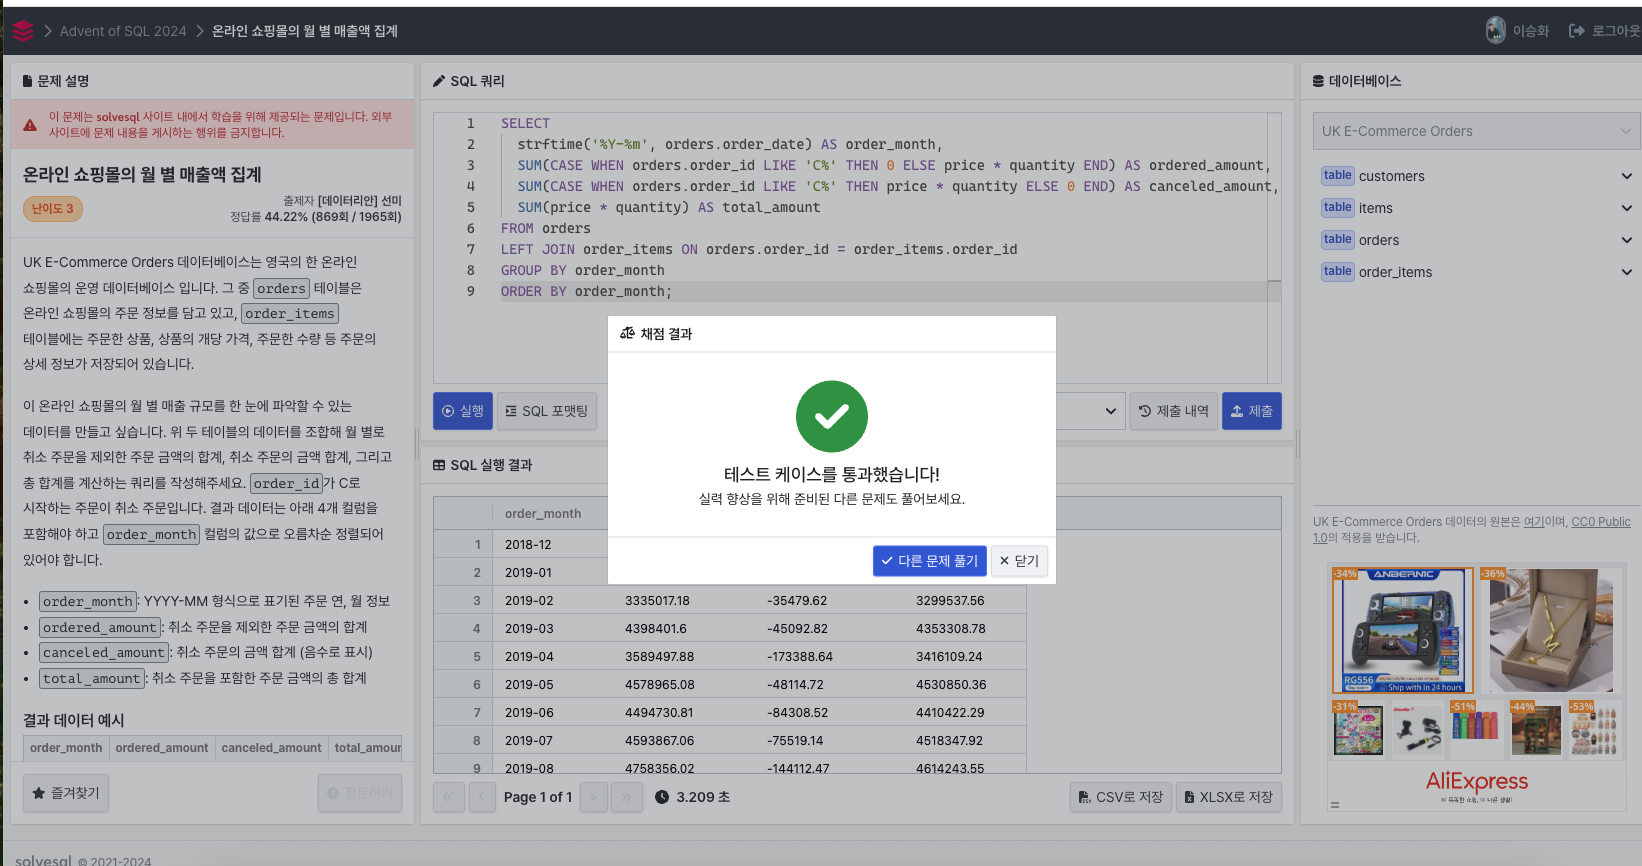 Advent of SQL 2024
온라인 쇼핑몰의 월 별 매출액 집계
이승화
로그아웃
문제 설명
이 문제는 solvesql 사이트 내에서 학습을 위해 제공되는 문제입니다. 외부
사이트에 문제 내용을 게시하는 행위를 금지합니다.
온라인 쇼핑몰의 월 별 매출액 집계
난이도 3
출제자 [데이터리안] 선미
정답률 44.22% (869회 / 1965회)
UK E-Commerce Orders 데이터베이스는 영국의 한 온라인
쇼핑몰의 운영 데이터베이스 입니다. 그 중 orders 테이블은
온라인 쇼핑몰의 주문 정보를 담고 있고, order_items
테이블에는 주문한 상품, 상품의 개당 가격, 주문한 수량 등 주문의
상세 정보가 저장되어 있습니다.
이 온라인 쇼핑몰의 월 별 매출 규모를 한 눈에 파악할 수 있는
데이터를 만들고 싶습니다. 위 두 테이블의 데이터를 조합해 월 별로
취소 주문을 제외한 주문 금액의 합계, 취소 주문의 금액 합계, 그리고
총 합계를 계산하는 쿼리를 작성해주세요. order_id가 C로
시작하는 주문이 취소 주문입니다. 결과 데이터는 아래 4개 컬럼을
포함해야 하고 order_month 컬럼의 값으로 오름차순 정렬되어
있어야 합니다.
• order_month: YYYY-MM 형식으로 표기된 주문 연, 월 정보
• ordered_amount: 취소 주문을 제외한 주문 금액의 합계
• canceled_amount: 취소 주문의 금액 합계 (음수로 표시)
• total_amount: 취소 주문을 포함한 주문 금액의 총 합계
결과 데이터 예시
order_month ordered_amount canceled_amount total_amour
즐겨찾기
질문하기
SQL 쿼리
1 SELECT
2 strftime('%Y-%m', orders.order_date) AS order_month,
3 SUM(CASE WHEN orders.order_id LIKE 'C%' THEN 0 ELSE price * quantity END) AS ordered_amount,
4 SUM(CASE WHEN orders.order_id LIKE 'C%' THEN price * quantity ELSE 0 END) AS canceled_amount,
5 SUM(price * quantity) AS total_amount
6 FROM orders
7 LEFT JOIN order_items ON orders.order_id = order_items.order_id
8 GROUP BY order_month
9 ORDER BY order_month;
실행
SQL 포맷팅
제출 내역
제출
채점 결과
테스트 케이스를 통과했습니다!
실력 향상을 위해 준비된 다른 문제도 풀어보세요.
다른 문제 풀기
닫기
SQL 실행 결과
order_month
1 2018-12
2 2019-01
3 2019-02 3335017.18 -35479.62 3299537.56
4 2019-03 4398401.6 -45092.82 4353308.78
5 2019-04 3589497.88 -173388.64 3416109.24
6 2019-05 4578965.08 -48114.72 4530850.36
7 2019-06 4494730.81 -84308.52 4410422.29
8 2019-07 4593867.06 -75519.14 4518347.92
9 2019-08 4758356.02 -144112.47 4614243.55
Page 1 of 1
3.209 초
CSV로 저장
XLSX로 저장
데이터베이스
UK E-Commerce Orders
table customers
table items
table orders
table order_items
UK E-Commerce Orders 데이터의 원본은 여기이며, CC0 Public
1.0의 적용을 받습니다.
-34%
ANBERNIC
RG556
Ship with In 24 hours
-36%
-31%
-51%
-44%
-53%
AliExpress
solvesql © 2021-2024